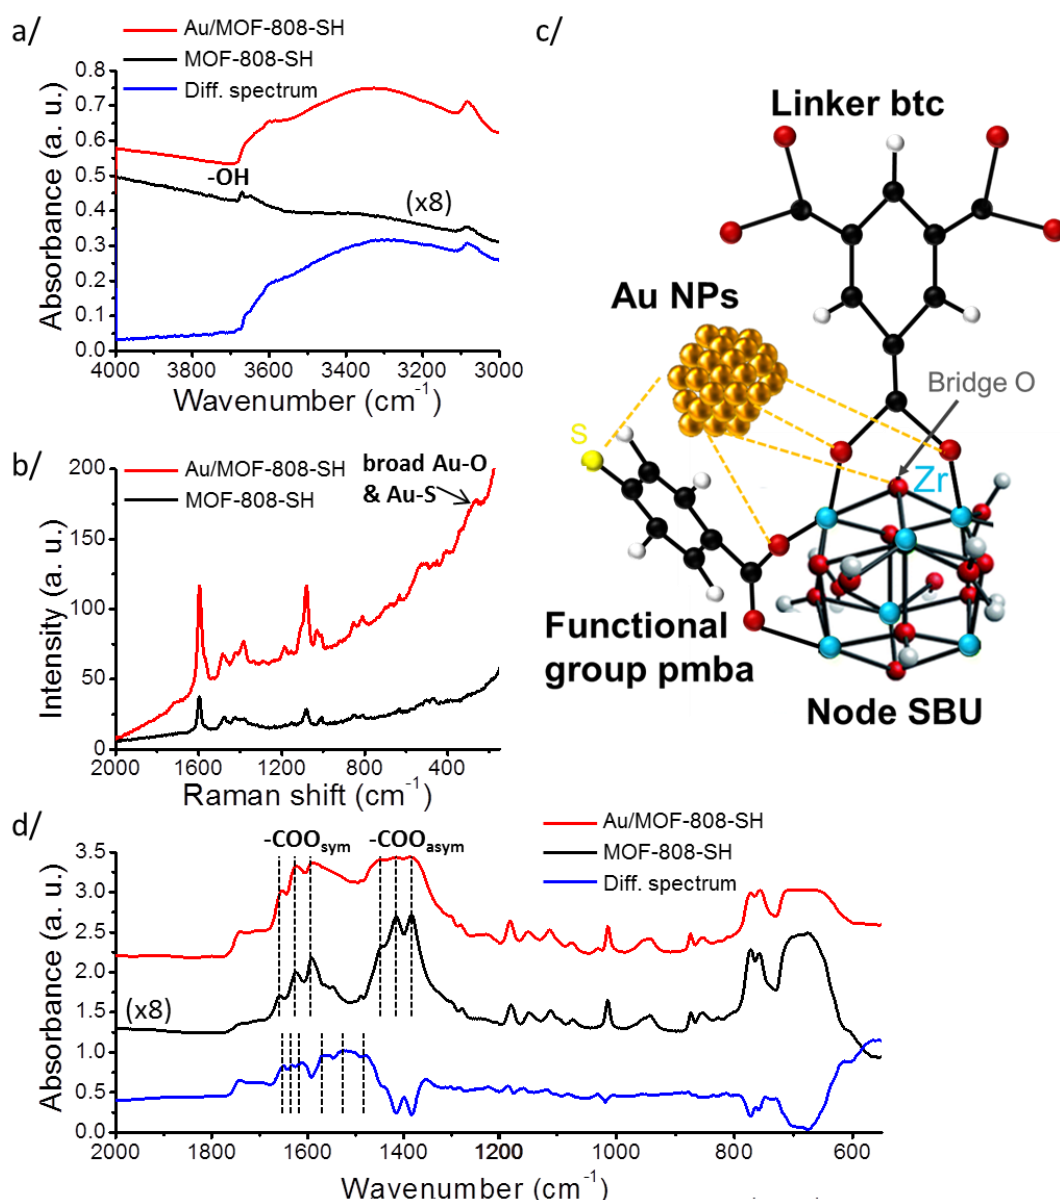 a/
Au/MOF-808-SH
MOF-808-SH
Diff. spectrum
0.8
0.7
0.6
0.5
0.4
0.3
0.2
0.1
0.0
Absorbance (a. u.)
-OH
(x8)
4000 3800 3600 3400 3200 3000
Wavenumber (cm⁻¹)
b/
Au/MOF-808-SH
MOF-808-SH
broad Au-O
& Au-S
200
150
100
50
0
Intensity (a. u.)
2000 1600 1200 800 400
Raman shift (cm⁻¹)
c/
Linker btc
Au NPs
Bridge O
S
Zr
Functional
group pmba
Node SBU
d/
Au/MOF-808-SH
MOF-808-SH
Diff. spectrum
-COOsym -COOasym
3.5
3.0
2.5
2.0
1.5
1.0
0.5
0.0
Absorbance (a. u.)
(x8)
2000 1800 1600 1400 1200 1000 800 600
Wavenumber (cm⁻¹)